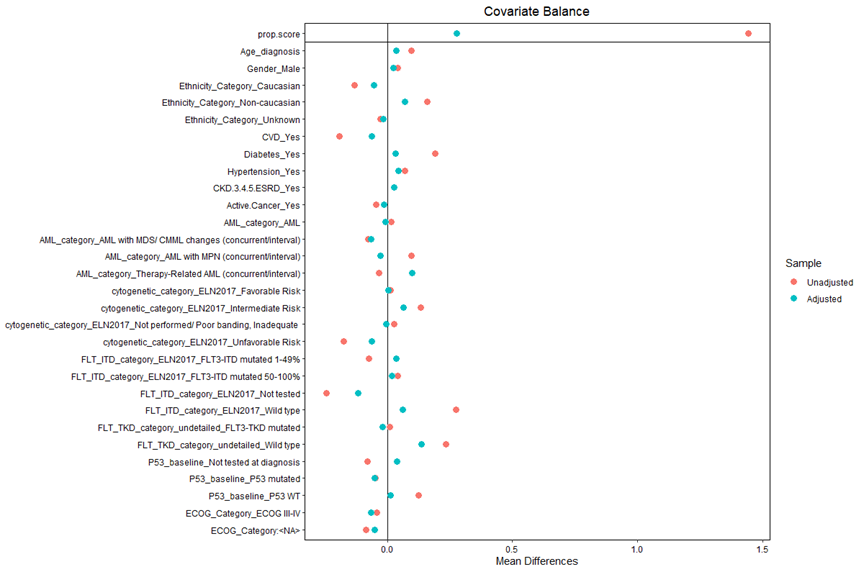 Covariate Balance
prop.score
Age_diagnosis
Gender_Male
Ethnicity_Category_Caucasian
Ethnicity_Category_Non-caucasian
Ethnicity_Category_Unknown
CVD_Yes
Diabetes_Yes
Hypertension_Yes
CKD.3.4.5.ESRD_Yes
Active.Cancer_Yes
AML_category_AML
AML_category_AML with MDS/ CMML changes (concurrent/interval)
AML_category_AML with MPN (concurrent/interval)
AML_category_Therapy-Related AML (concurrent/interval)
cytogenetic_category_ELN2017_Favorable Risk
cytogenetic_category_ELN2017_Intermediate Risk
cytogenetic_category_ELN2017_Not performed/ Poor banding, Inadequate
cytogenetic_category_ELN2017_Unfavorable Risk
FLT_ITD_category_ELN2017_FLT3-ITD mutated 1-49%
FLT_ITD_category_ELN2017_FLT3-ITD mutated 50-100%
FLT_ITD_category_ELN2017_Not tested
FLT_ITD_category_ELN2017_Wild type
FLT_TKD_category_undetailed_FLT3-TKD mutated
FLT_TKD_category_undetailed_Wild type
P53_baseline_Not tested at diagnosis
P53_baseline_P53 mutated
P53_baseline_P53 WT
ECOG_Category_ECOG III-IV
ECOG_Category:<NA>
0.0 0.5 1.0 1.5
Mean Differences
Sample
Unadjusted
Adjusted